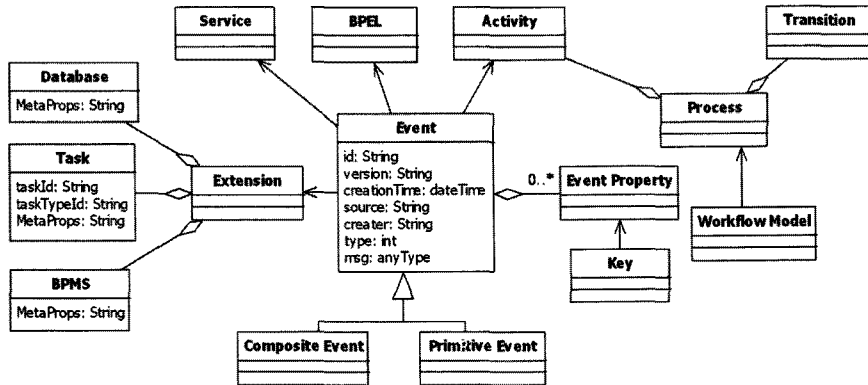 Service
BPEL
Activity
Transition
Database
MetaProps: String
Process
Event
id: String
version: String
creationTime: dateTime
source: String
creater: String
type: int
msg: anyType
Task
taskId: String
taskTypeId: String
MetaProps: String
Extension
0..*
Event Property
Workflow Model
Key
BPMS
MetaProps: String
Composite Event
Primitive Event